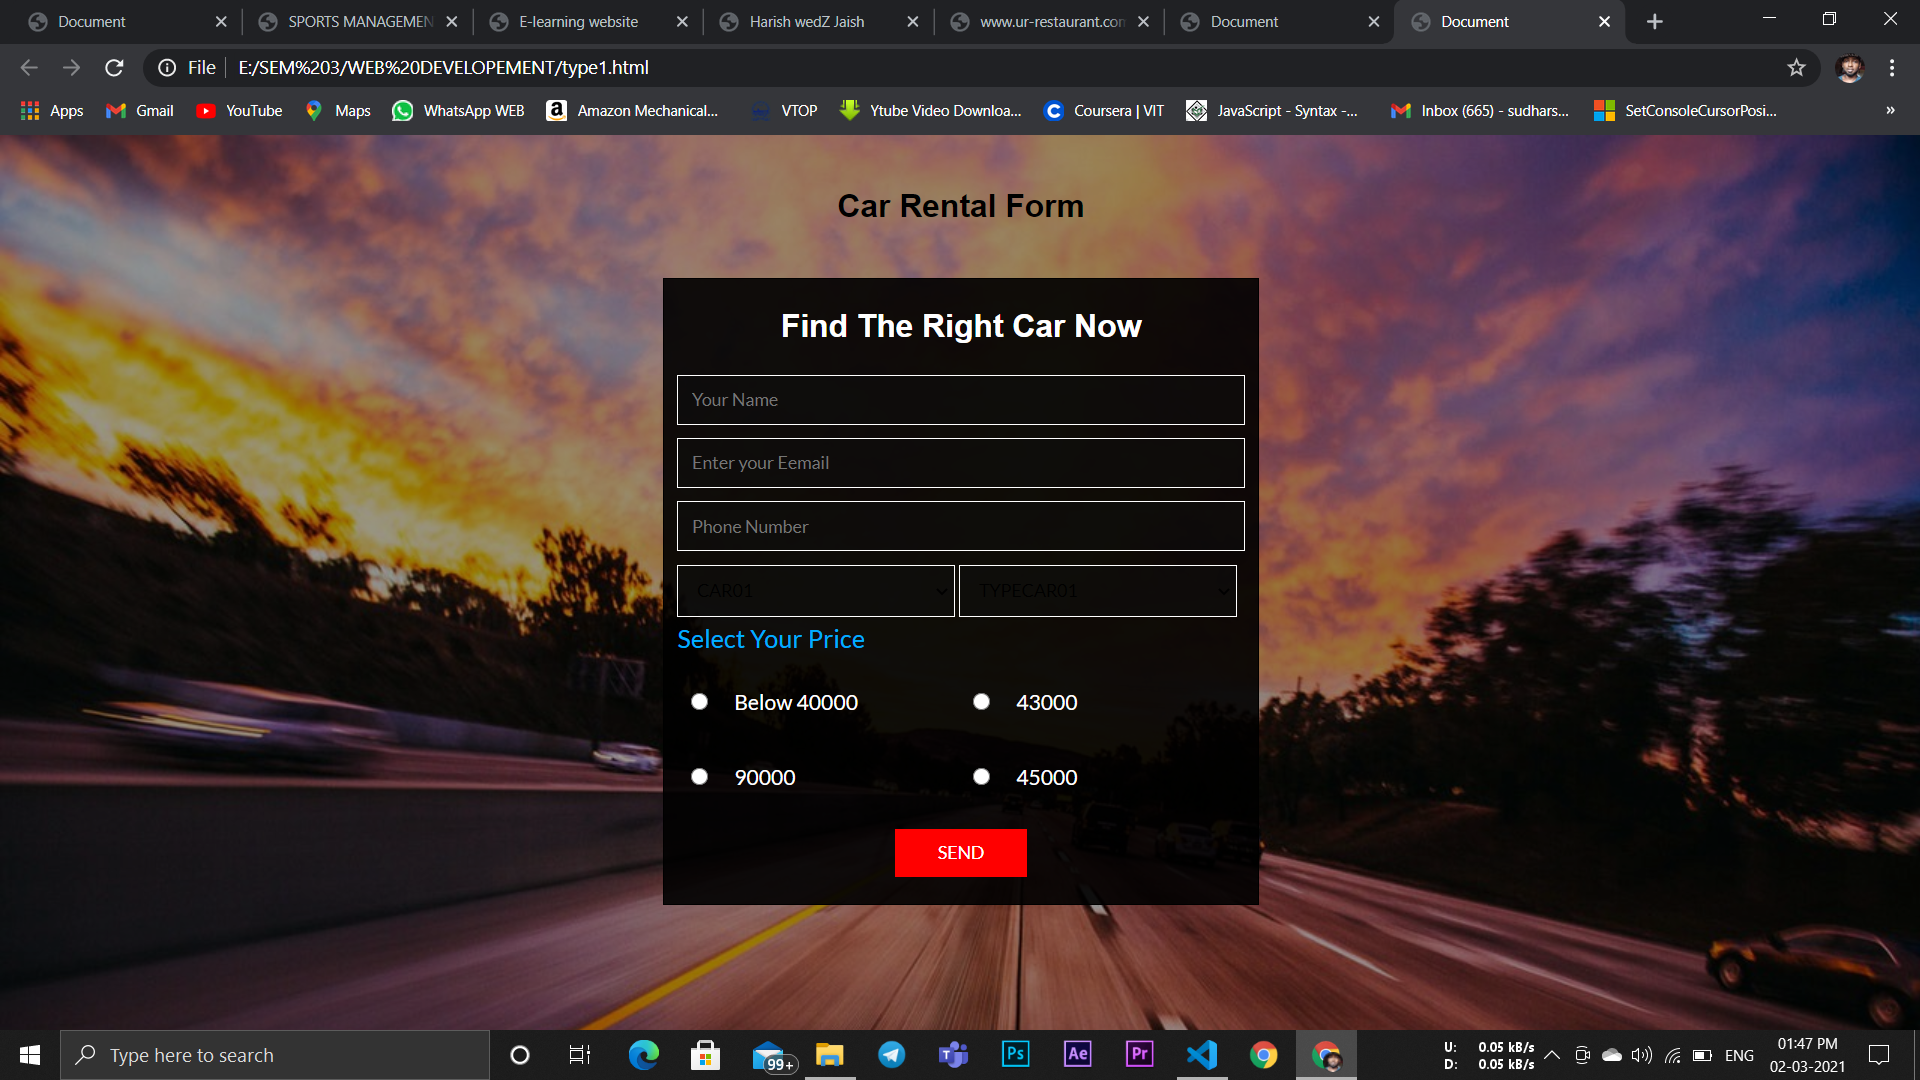 Document
SPORTS MANAGEMEN
E-learning website
Harish wedZ Jaish
www.ur-restaurant.com
Document
Document
File
E:/SEM%203/WEB%20DEVELOPEMENT/type1.html
Apps
Gmail
YouTube
Maps
WhatsApp WEB
Amazon Mechanical...
VTOP
Ytube Video Downloa...
Coursera | VIT
JavaScript - Syntax -...
Inbox (665) - sudhars...
SetConsoleCursorPosi...
»
Car Rental Form
Find The Right Car Now
Your Name
Enter your Eemail
Phone Number
CAR01
TYPECAR01
Select Your Price
Below 40000
43000
90000
45000
SEND
Type here to search
99+
Ps
Ae
Pr
U: 0.05 kB/s
D: 0.05 kB/s
ENG
01:47 PM
02-03-2021